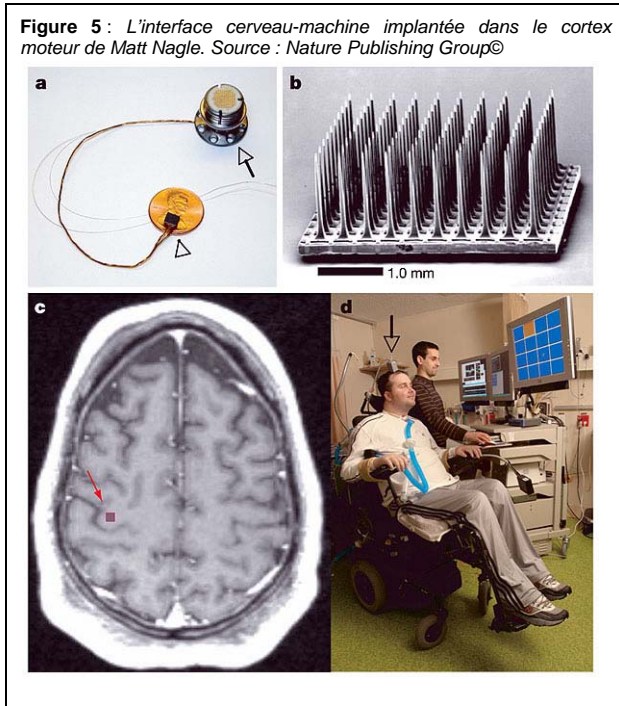 Figure 5 : L'interface cerveau-machine implantée dans le cortex
moteur de Matt Nagle. Source : Nature Publishing Group©
a
b
1.0 mm
c
d